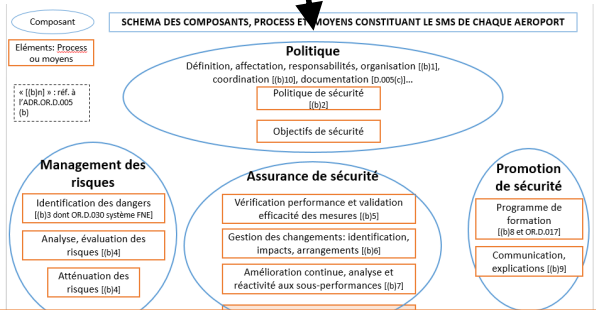 Composant
SCHEMA DES COMPOSANTS, PROCESS ET MOYENS CONSTITUANT LE SMS DE CHAQUE AEROPORT
Eléments: Process
ou moyens
« [(b)n] » : réf. à
l'ADR.OR.D.005
(b)
Politique
Définition, affectation, responsabilités, organisation [(b)1],
coordination [(b)10], documentation [D.005(c)]...
Politique de sécurité
[(b)2]
Objectifs de sécurité
Management des
risques
Identification des dangers
[(b)3 dont OR.D.030 système FNE]
Analyse, évaluation des
risques [(b)4]
Atténuation des
risques [(b)4]
Assurance de sécurité
Vérification performance et validation
efficacité des mesures [(b)5]
Gestion des changements: identification,
impacts, arrangements [(b)6]
Amélioration continue, analyse et
réactivité aux sous-performances [(b)7]
Promotion
de sécurité
Programme de
formation
[(b)8 et OR.D.017]
Communication,
explications [(b)9]